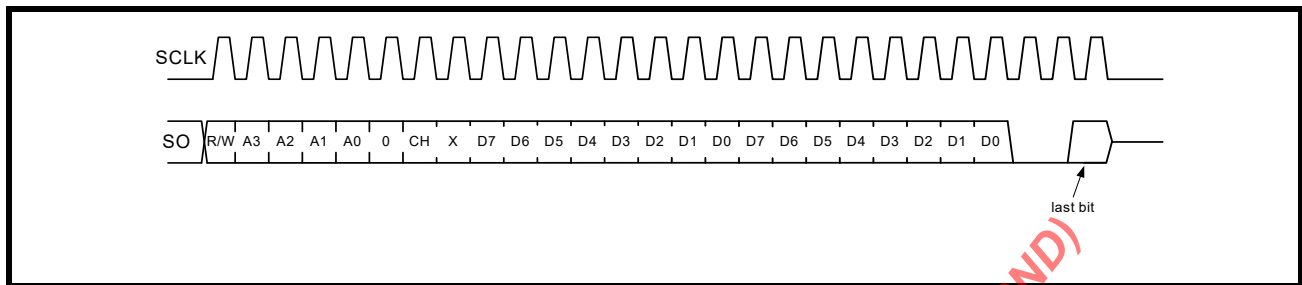 SCLK
SO R/W A3 A2 A1 A0 0 CH X D7 D6 D5 D4 D3 D2 D1 D0 D7 D6 D5 D4 D3 D2 D1 D0
last bit